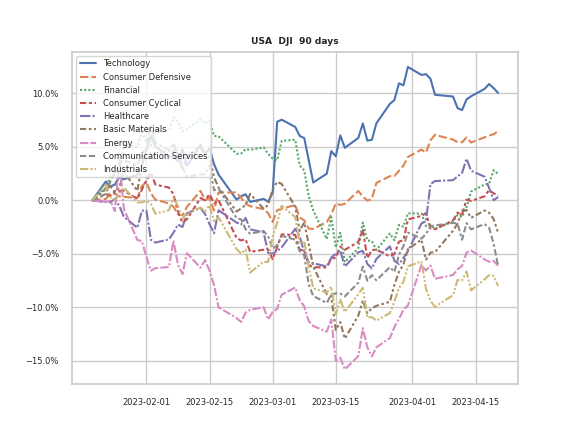 USA DJI 90 days
Technology
Consumer Defensive
Financial
Consumer Cyclical
Healthcare
Basic Materials
Energy
Communication Services
Industrials
10.0%
5.0%
0.0%
−5.0%
−10.0%
−15.0%
2023-02-01 2023-02-15 2023-03-01 2023-03-15 2023-04-01 2023-04-15